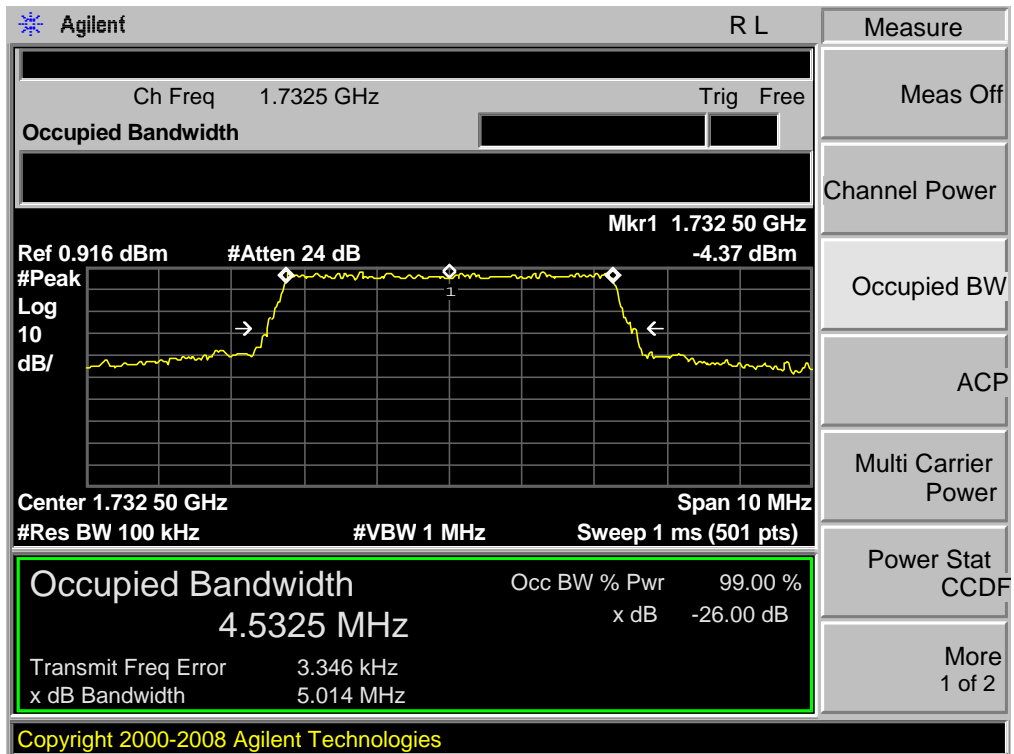 Agilent R L
Ch Freq 1.7325 GHz Trig Free
Occupied Bandwidth
Mkr1 1.732 50 GHz
Ref 0.916 dBm #Atten 24 dB -4.37 dBm
#Peak
Log
10
dB/
1
Center 1.732 50 GHz Span 10 MHz
#Res BW 100 kHz #VBW 1 MHz Sweep 1 ms (501 pts)
Occupied Bandwidth
4.5325 MHz
Occ BW % Pwr 99.00 %
x dB -26.00 dB
Transmit Freq Error 3.346 kHz
x dB Bandwidth 5.014 MHz
Copyright 2000-2008 Agilent Technologies
Measure
Meas Off
Channel Power
Occupied BW
ACP
Multi Carrier
Power
Power Stat
CCDF
More
1 of 2